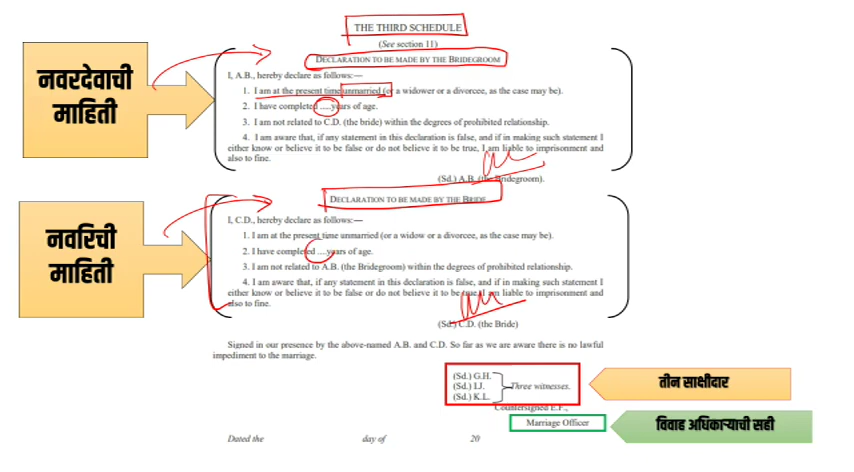 THE THIRD SCHEDULE
(See section 11)
DECLARATION TO BE MADE BY THE BRIDEGROOM
नवरदेवाची
माहिती
I, A.B., hereby declare as follows:—
1. I am at the present time unmarried (or a widower or a divorcee, as the case may be).
2. I have completed ....years of age.
3. I am not related to C.D. (the bride) within the degrees of prohibited relationship.
4. I am aware that, if any statement in this declaration is false, and if in making such statement I
either know or believe it to be false or do not believe it to be true, I am liable to imprisonment and
also to fine.
(Sd.) A.B. (the Bridegroom).
DECLARATION TO BE MADE BY THE BRIDE
नवरिची
माहिती
I, C.D., hereby declare as follows:—
1. I am at the present time unmarried (or a widow or a divorcee, as the case may be).
2. I have completed ....years of age.
3. I am not related to A.B. (the Bridegroom) within the degrees of prohibited relationship.
4. I am aware that, if any statement in this declaration is false, and if in making such statement I
either know or believe it to be false or do not believe it to be true, I am liable to imprisonment and
also to fine.
(Sd.) C.D. (the Bride)
Signed in our presence by the above-named A.B. and C.D. So far as we are aware there is no lawful
impediment to the marriage.
(Sd.) G.H.
(Sd.) I.J. Three witnesses.
(Sd.) K.L.
तीन साक्षीदार
Countersigned E.F.,
Marriage Officer
विवाह अधिकाऱ्याची सही
Dated the day of 20